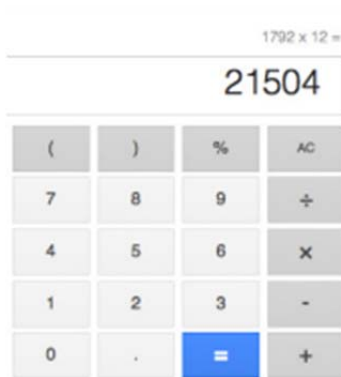 1792 x 12 =
21504
( ) % AC
7 8 9 ÷
4 5 6 ×
1 2 3 -
0 . = +